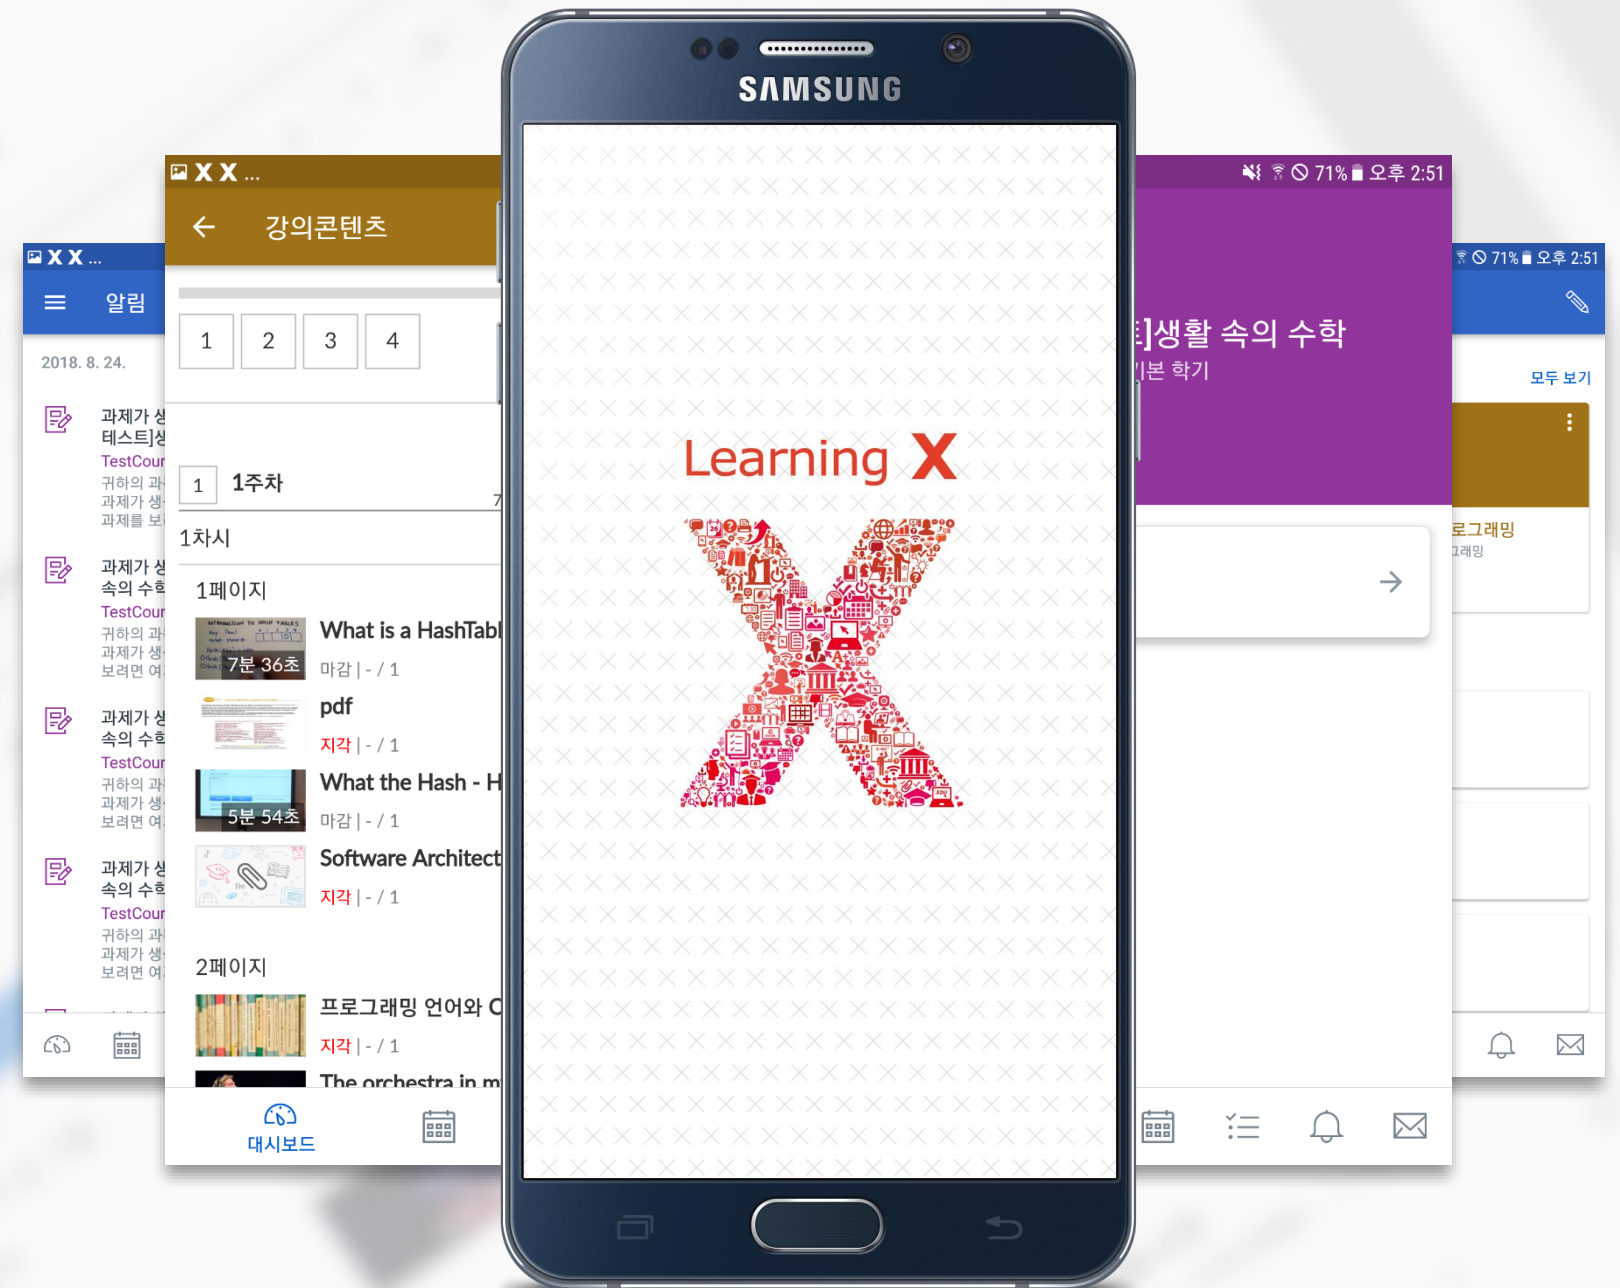 SAMSUNG
Learning X
X X ...
알림
2018. 8. 24.
과제가 생
테스트]생
TestCour
귀하의 과
과제가 생
과제를 보
과제가 생
속의 수학
TestCour
귀하의 과
과제가 생
보려면 여
과제가 생
속의 수학
TestCour
귀하의 과
과제가 생
보려면 여
과제가 생
속의 수학
TestCour
귀하의 과
과제가 생
보려면 여
X X ...
강의콘텐츠
1 2 3 4
1 1주차
7
1차시
1페이지
What is a HashTabl
7분 36초
마감 | - / 1
pdf
지각 | - / 1
What the Hash - H
5분 54초
마감 | - / 1
Software Architect
지각 | - / 1
2페이지
프로그래밍 언어와 C
지각 | - / 1
The orchestra in m
대시보드
71% 오후 2:51
]생활 속의 수학
기본 학기
71% 오후 2:51
모두 보기
로그래밍
그래밍